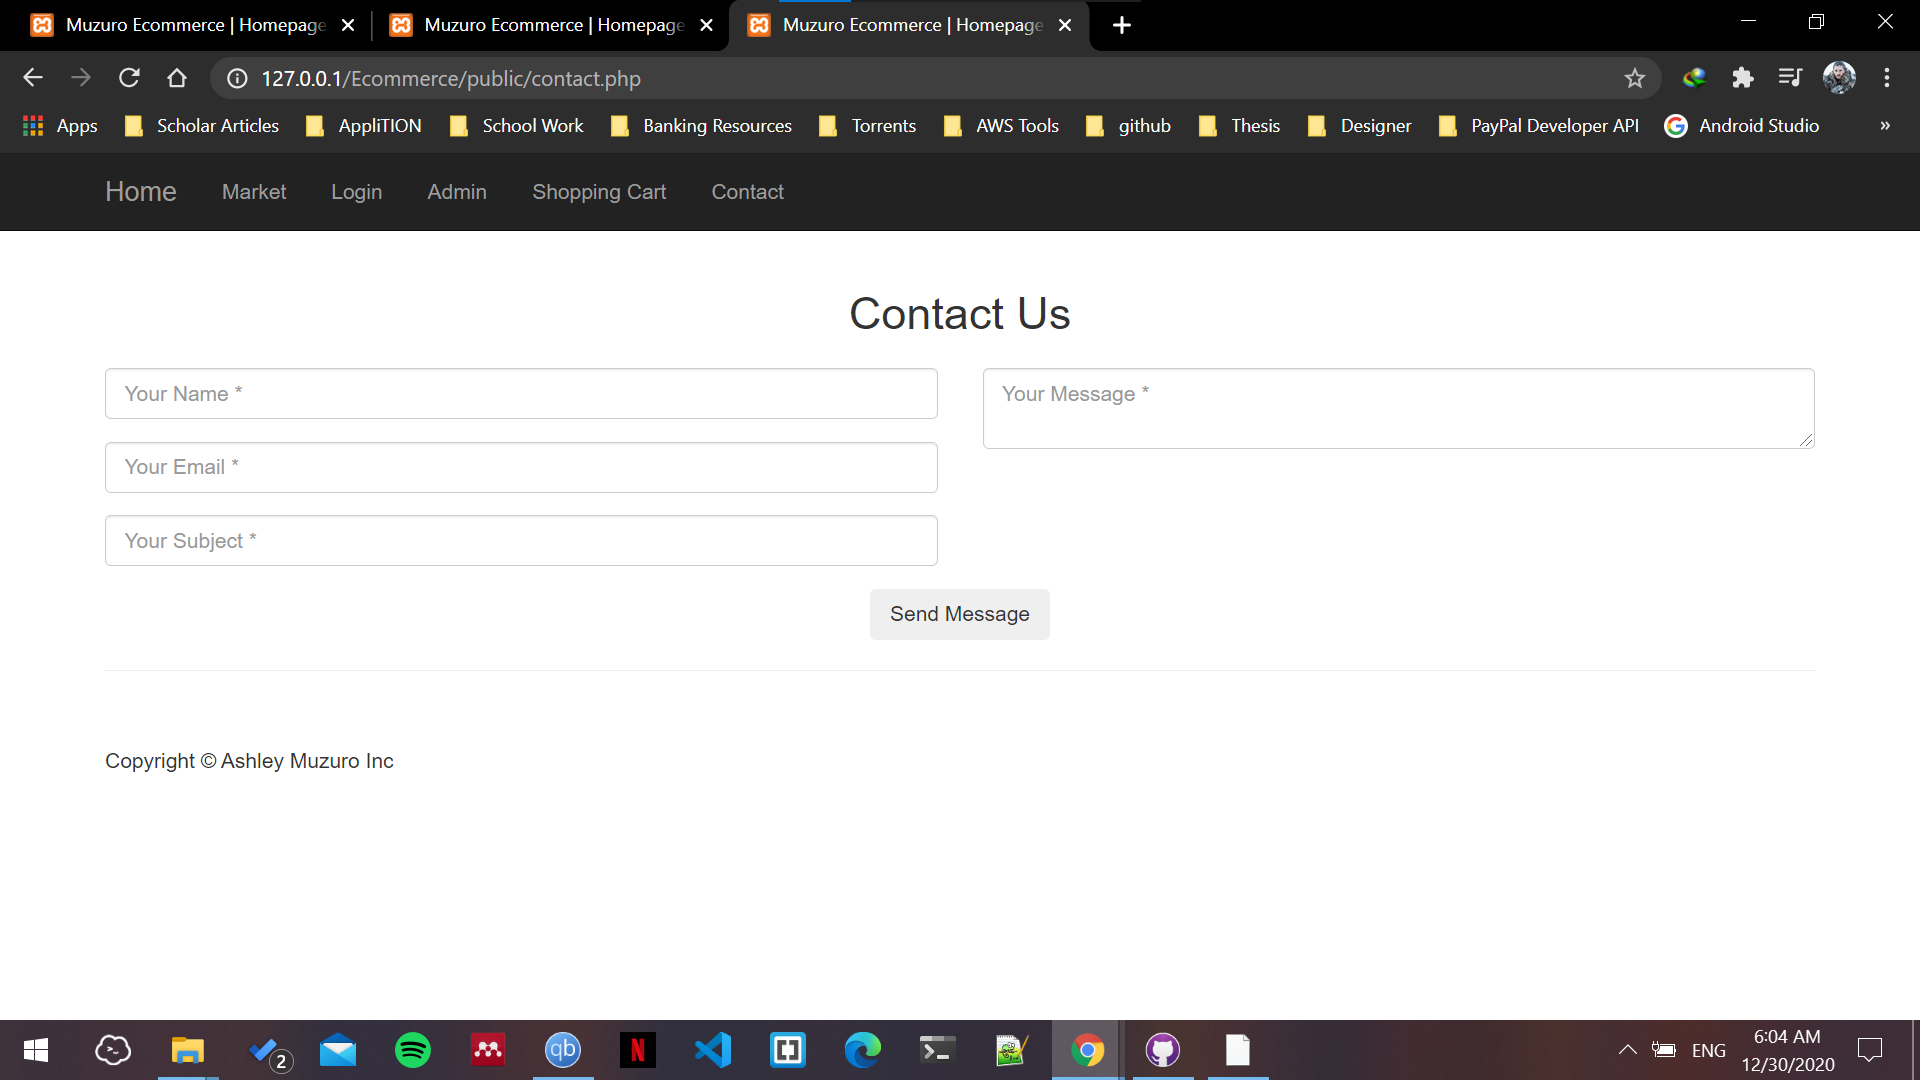 Muzuro Ecommerce | Homepage Muzuro Ecommerce | Homepage Muzuro Ecommerce | Homepage
127.0.0.1/Ecommerce/public/contact.php
Apps Scholar Articles AppliTION School Work Banking Resources Torrents AWS Tools github Thesis Designer PayPal Developer API Android Studio »
Home Market Login Admin Shopping Cart Contact
Contact Us
Your Name *
Your Message *
Your Email *
Your Subject *
Send Message
Copyright © Ashley Muzuro Inc
2
qb
N
ENG
6:04 AM
12/30/2020